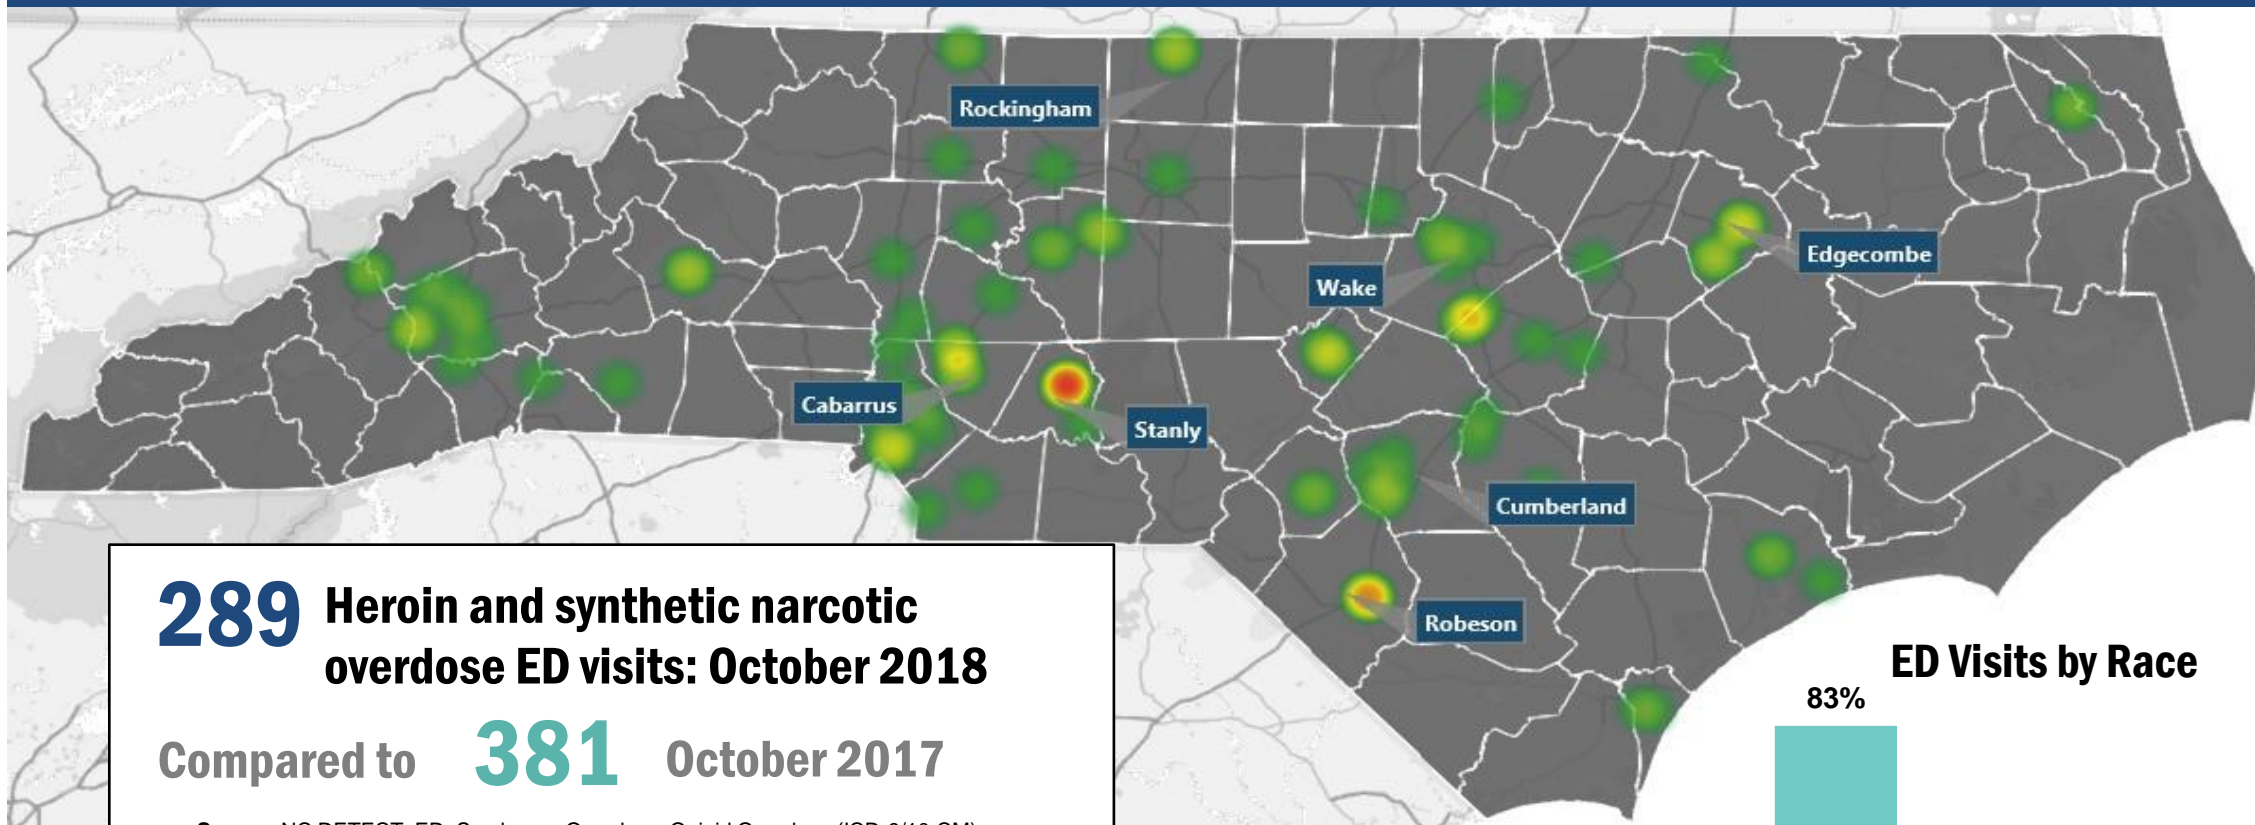 Rockingham
Edgecombe
Wake
Cabarrus
Stanly
Cumberland
Robeson
289 Heroin and synthetic narcotic
overdose ED visits: October 2018
Compared to 381 October 2017
ED Visits by Race
83%